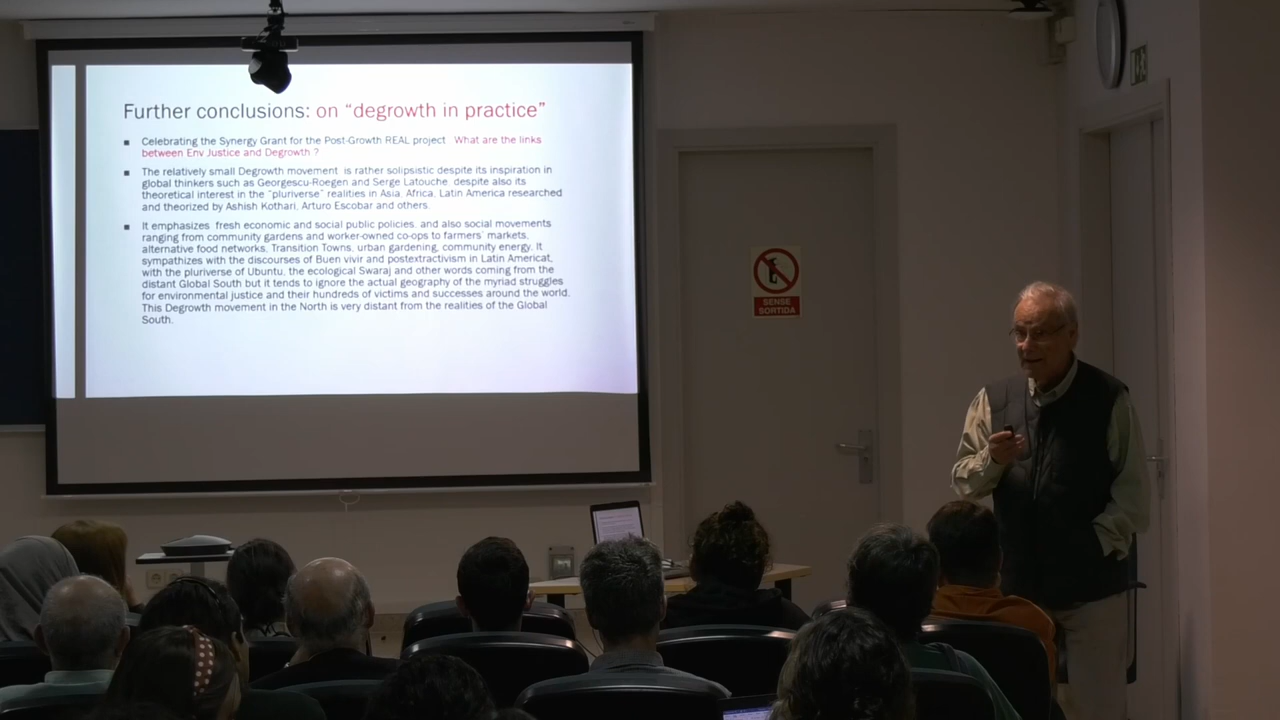 Further conclusions: on “degrowth in practice”
Celebrating the Synergy Grant for the Post-Growth REAL project What are the links
between Env Justice and Degrowth ?
The relatively small Degrowth movement is rather solipsistic despite its inspiration in
global thinkers such as Georgescu-Roegen and Serge Latouche despite also its
theoretical interest in the “pluriverse” realities in Asia, Africa, Latin America researched
and theorized by Ashish Kothari, Arturo Escobar and others.
It emphasizes fresh economic and social public policies, and also social movements
ranging from community gardens and worker-owned co-ops to farmers’ markets,
alternative food networks, Transition Towns, urban gardening, community energy. It
sympathizes with the discourses of Buen vivir and postextractivism in Latin Americat,
with the pluriverse of Ubuntu, the ecological Swaraj and other words coming from the
distant Global South but it tends to ignore the actual geography of the myriad struggles
for environmental justice and their hundreds of victims and successes around the world.
This Degrowth movement in the North is very distant from the realities of the Global
South.
SENSE
SORTIDA